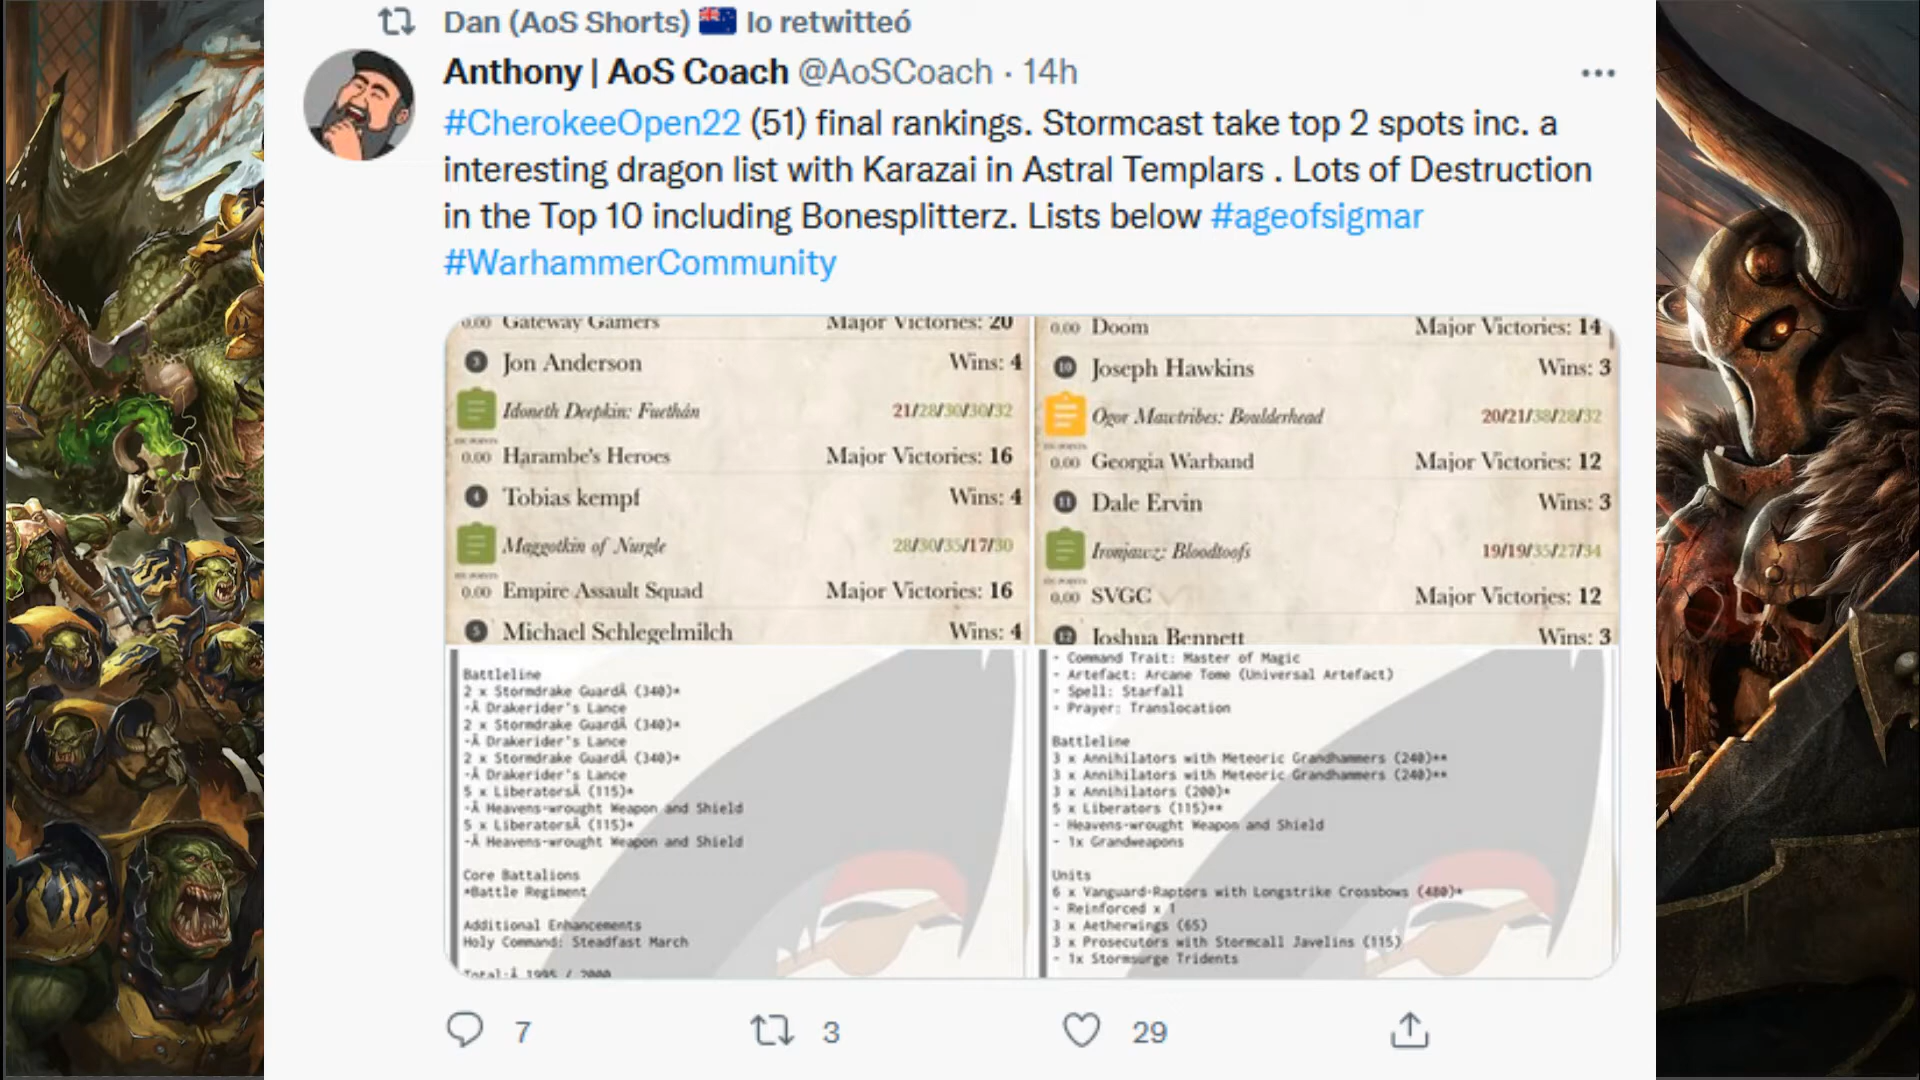 Dan (AoS Shorts) lo retwitteó
Anthony | AoS Coach @AoSCoach · 14h
#CherokeeOpen22 (51) final rankings. Stormcast take top 2 spots inc. a
interesting dragon list with Karazai in Astral Templars . Lots of Destruction
in the Top 10 including Bonesplitterz. Lists below #ageofsigmar
#WarhammerCommunity
0.00 Gateway Gamers Major Victories: 20
3 Jon Anderson Wins: 4
Idoneth Deepkin: Fuethán 21/28/30/30/32
0.00 Harambe's Heroes Major Victories: 16
4 Tobias kempf Wins: 4
Maggotkin of Nurgle 28/30/35/17/30
0.00 Empire Assault Squad Major Victories: 16
5 Michael Schlegelmilch Wins: 4
0.00 Doom Major Victories: 14
10 Joseph Hawkins Wins: 3
Ogor Mawtribes: Boulderhead 20/21/38/28/32
0.00 Georgia Warband Major Victories: 12
11 Dale Ervin Wins: 3
Ironjawz: Bloodtoofs 19/19/35/27/34
0.00 SVGC Major Victories: 12
12 Joshua Bennett Wins: 3
Battleline
2 x Stormdrake GuardÂ (340)*
-Â Drakerider's Lance
2 x Stormdrake GuardÂ (340)*
-Â Drakerider's Lance
2 x Stormdrake GuardÂ (340)*
-Â Drakerider's Lance
5 x LiberatorsÂ (115)*
-Â Heavens-wrought Weapon and Shield
5 x LiberatorsÂ (115)*
-Â Heavens-wrought Weapon and Shield
Core Battalions
*Battle Regiment
Additional Enhancements
Holy Command: Steadfast March
Total:Â 1995 / 2000
- Command Trait: Master of Magic
- Artefact: Arcane Tome (Universal Artefact)
- Spell: Starfall
- Prayer: Translocation
Battleline
3 x Annihilators with Meteoric Grandhammers (240)**
3 x Annihilators with Meteoric Grandhammers (240)**
3 x Annihilators (200)*
5 x Liberators (115)**
- Heavens-wrought Weapon and Shield
- 1x Grandweapons
Units
6 x Vanguard-Raptors with Longstrike Crossbows (480)*
- Reinforced x 1
3 x Aetherwings (65)
3 x Prosecutors with Stormcall Javelins (115)
- 1x Stormsurge Tridents
7
3
29